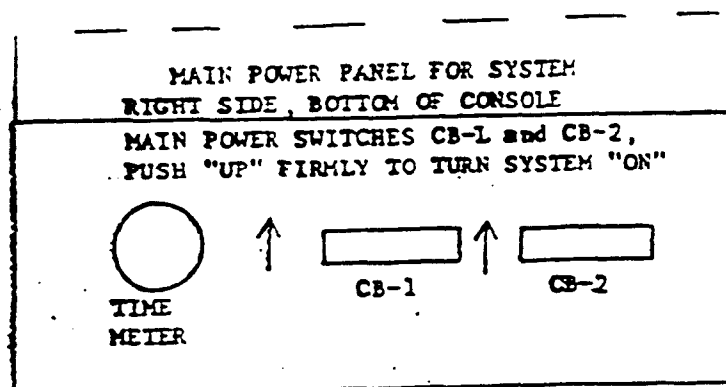 MAIN POWER PANEL FOR SYSTEM
RIGHT SIDE, BOTTOM OF CONSOLE
MAIN POWER SWITCHES CB-1 and CB-2,
PUSH "UP" FIRMLY TO TURN SYSTEM "ON"
CB-1
CB-2
TIME
METER